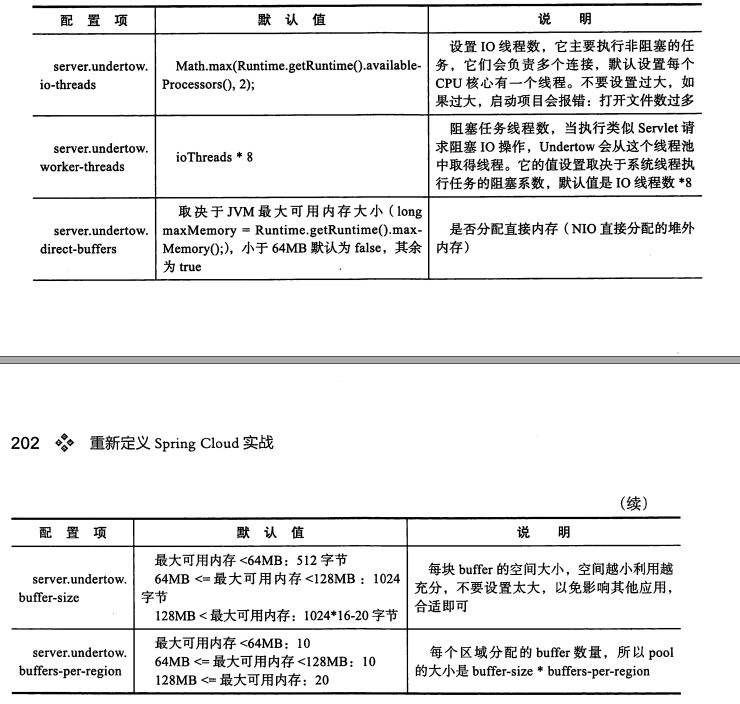 配 置 项 默 认 值 说 明
server.undertow.
io-threads
Math.max(Runtime.getRuntime().available-
Processors(), 2);
设置 IO 线程数，它主要执行非阻塞的任
务，它们会负责多个连接，默认设置每个
CPU 核心有一个线程。不要设置过大，如
果过大，启动项目会报错：打开文件数过多
server.undertow.
worker-threads
ioThreads * 8
阻塞任务线程数，当执行类似 Servlet 请
求阻塞 IO 操作，Undertow 会从这个线程池
中取得线程。它的值设置取决于系统线程执
行任务的阻塞系数，默认值是 IO 线程数 *8
server.undertow.
direct-buffers
取决于 JVM 最大可用内存大小（long
maxMemory = Runtime.getRuntime().max-
Memory();），小于 64MB 默认为 false，其余
为 true
是否分配直接内存（NIO 直接分配的堆外
内存）
202 重新定义 Spring Cloud 实战
（续）
配 置 项 默 认 值 说 明
server.undertow.
buffer-size
最大可用内存 <64MB：512 字节
64MB <= 最大可用内存 <128MB：1024
字节
128MB < 最大可用内存：1024*16-20 字节
每块 buffer 的空间大小，空间越小利用越
充分，不要设置太大，以免影响其他应用，
合适即可
server.undertow.
buffers-per-region
最大可用内存 <64MB：10
64MB <= 最大可用内存 <128MB：10
128MB <= 最大可用内存：20
每个区域分配的 buffer 数量，所以 pool
的大小是 buffer-size * buffers-per-region